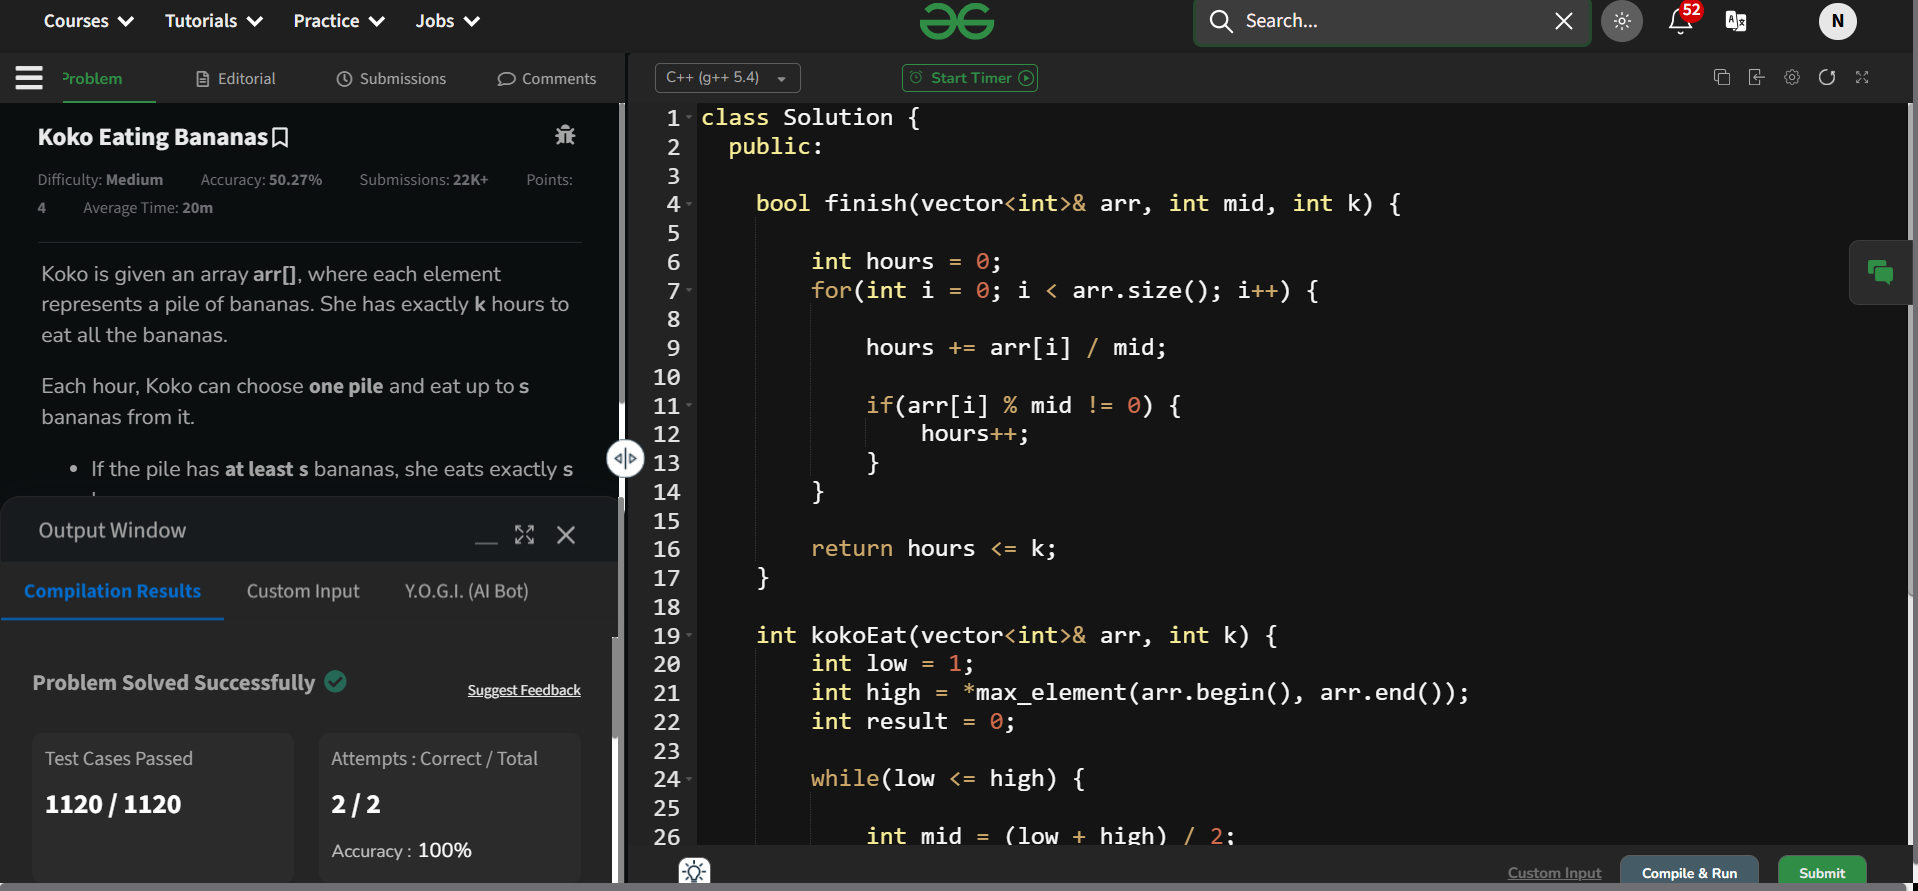 Courses Tutorials Practice Jobs Search... 52 N
Problem Editorial Submissions Comments
C++ (g++ 5.4) Start Timer
Koko Eating Bananas
Difficulty: Medium Accuracy: 50.27% Submissions: 22K+ Points:
4 Average Time: 20m
Koko is given an array arr[], where each element
represents a pile of bananas. She has exactly k hours to
eat all the bananas.
Each hour, Koko can choose one pile and eat up to s
bananas from it.
• If the pile has at least s bananas, she eats exactly s
Output Window
Compilation Results Custom Input Y.O.G.I. (AI Bot)
Problem Solved Successfully
Suggest Feedback
Test Cases Passed
1120 / 1120
Attempts : Correct / Total
2 / 2
Accuracy : 100%
1 class Solution {
2   public:
3
4     bool finish(vector<int>& arr, int mid, int k) {
5
6         int hours = 0;
7         for(int i = 0; i < arr.size(); i++) {
8
9             hours += arr[i] / mid;
10
11             if(arr[i] % mid != 0) {
12                 hours++;
13             }
14         }
15
16         return hours <= k;
17     }
18
19     int kokoEat(vector<int>& arr, int k) {
20         int low = 1;
21         int high = *max_element(arr.begin(), arr.end());
22         int result = 0;
23
24         while(low <= high) {
25
26             int mid = (low + high) / 2;
Custom Input Compile & Run Submit